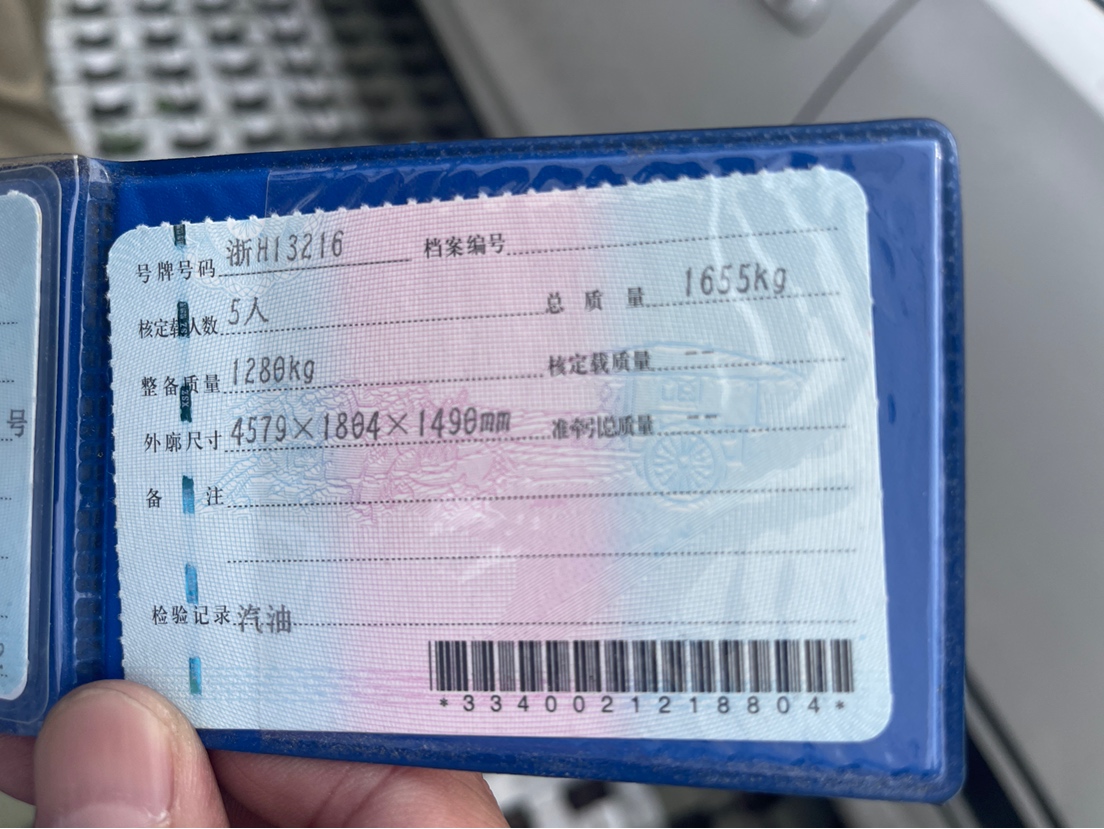 号牌号码 浙H13216 档案编号
核定载人数 5人 总质量 1655kg
整备质量 1280kg 核定载质量 --
外廓尺寸 4579×1804×1490mm 准牵引总质量 --
备注
检验记录 汽油
*3340021218804*
号